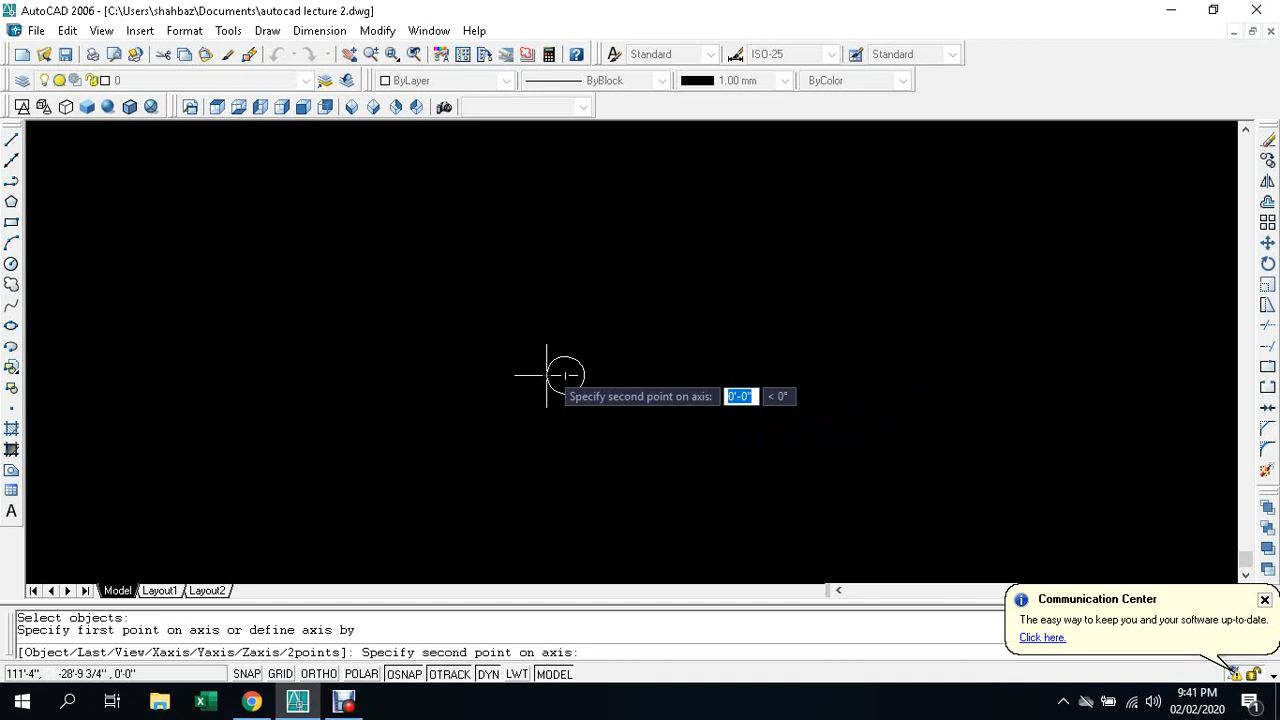 AutoCAD 2006 - [C:\Users\shahbaz\Documents\autocad lecture 2.dwg]
File Edit View Insert Format Tools Draw Dimension Modify Window Help
Standard ISO-25 Standard
0 ByLayer ByBlock 1.00 mm ByColor
Specify second point on axis: 0'-0" < 0°
A
Model Layout1 Layout2
Communication Center
The easy way to keep you and your software up-to-date.
Click here.
Select objects:
Specify first point on axis or define axis by
[Object/Last/View/Xaxis/Yaxis/Zaxis/2points]: Specify second point on axis:
111'-4", -28'-9 3/4", 0'-0" SNAP GRID ORTHO POLAR OSNAP OTRACK DYN LWT MODEL
9:41 PM
02/02/2020
1